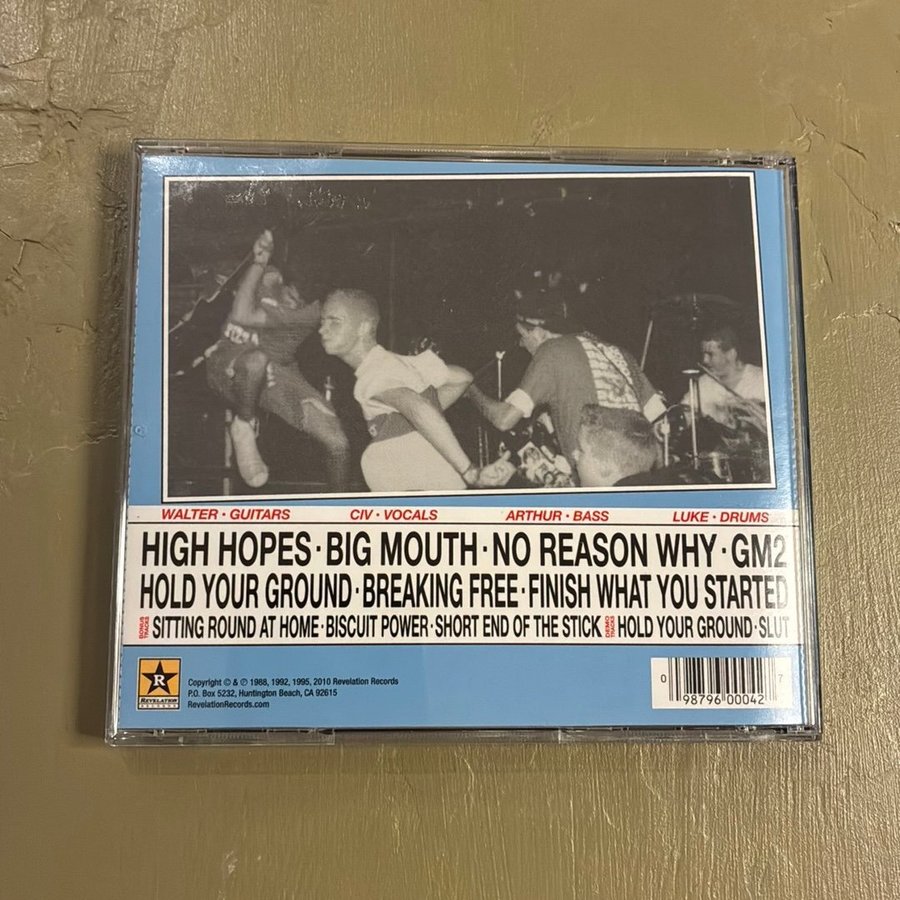 WALTER · GUITARS CIV · VOCALS ARTHUR · BASS LUKE · DRUMS
HIGH HOPES · BIG MOUTH · NO REASON WHY · GM2
HOLD YOUR GROUND · BREAKING FREE · FINISH WHAT YOU STARTED
BONUS TRACKS SITTING ROUND AT HOME · BISCUIT POWER · SHORT END OF THE STICK DEMO TRACKS HOLD YOUR GROUND · SLUT
R
REVELATION
RECORDS
Copyright © & ℗ 1988, 1992, 1995, 2010 Revelation Records
P.O. Box 5232, Huntington Beach, CA 92615
RevelationRecords.com
0 98796 00042 7